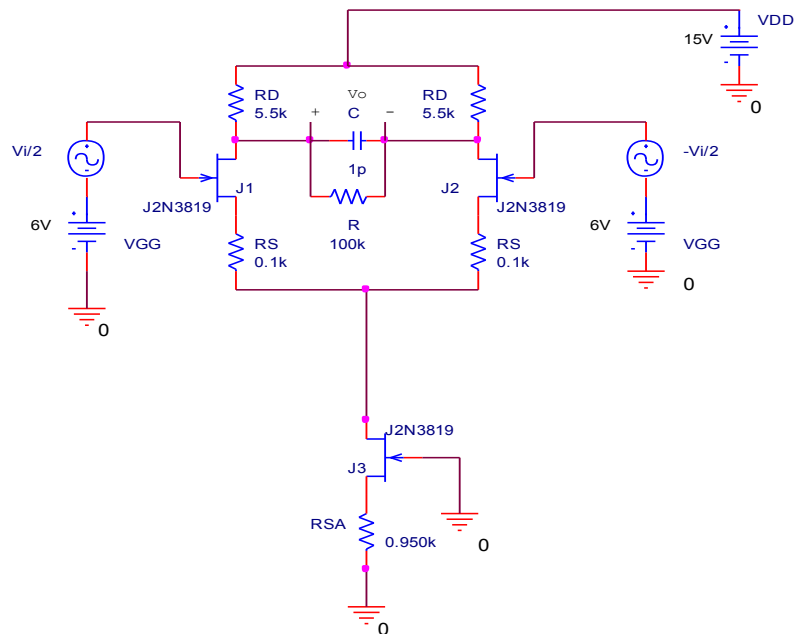 VDD
15V
0
RD
5.5k
+
Vo
-
C
1p
RD
5.5k
Vi/2
-Vi/2
J1
J2
J2N3819
J2N3819
R
100k
6V
VGG
0
6V
VGG
0
RS
0.1k
RS
0.1k
J2N3819
J3
0
RSA
0.950k
0